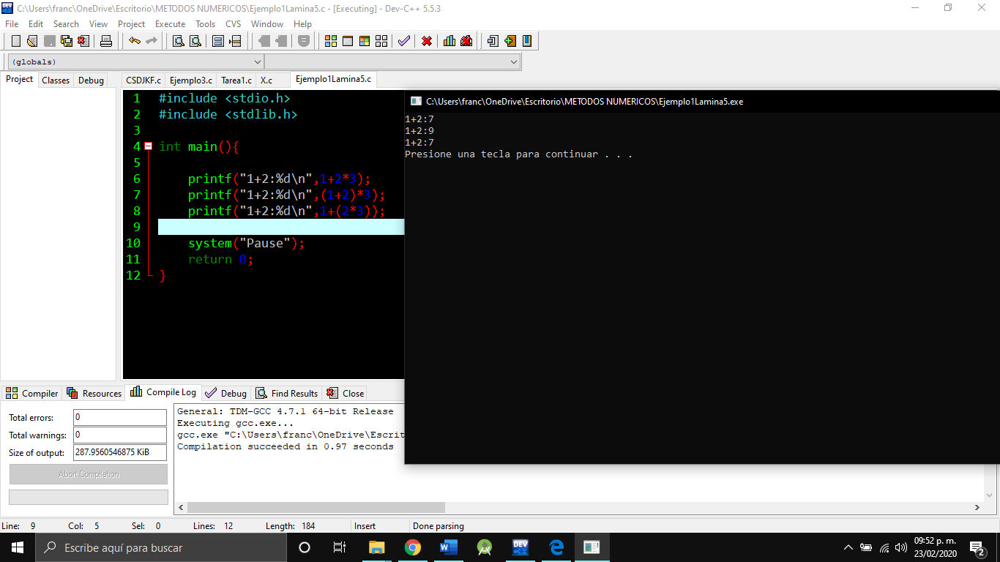 C:\Users\franc\OneDrive\Escritorio\METODOS NUMERICOS\Ejemplo1Lamina5.c - [Executing] - Dev-C++ 5.5.3
File Edit Search View Project Execute Tools CVS Window Help
(globals)
Project Classes Debug CSDJKF.c Ejemplo3.c Tarea1.c X.c Ejemplo1Lamina5.c
1 #include <stdio.h>
2 #include <stdlib.h>
3
4 int main(){
5
6 printf("1+2:%d\n",1+2*3);
7 printf("1+2:%d\n",(1+2)*3);
8 printf("1+2:%d\n",1+(2*3));
9
10 system("Pause");
11 return 0;
12 }
C:\Users\franc\OneDrive\Escritorio\METODOS NUMERICOS\Ejemplo1Lamina5.exe
1+2:7
1+2:9
1+2:7
Presione una tecla para continuar . . .
Compiler Resources Compile Log Debug Find Results Close
Total errors: 0
Total warnings: 0
Size of output: 287.9560546875 KiB
Abort Compilation
General: TDM-GCC 4.7.1 64-bit Release
Executing gcc.exe...
gcc.exe "C:\Users\franc\OneDrive\Escrit
Compilation succeeded in 0.97 seconds
Line: 9 Col: 5 Sel: 0 Lines: 12 Length: 184 Insert Done parsing
Escribe aquí para buscar
DEV C++
09:52 p. m.
23/02/2020
2